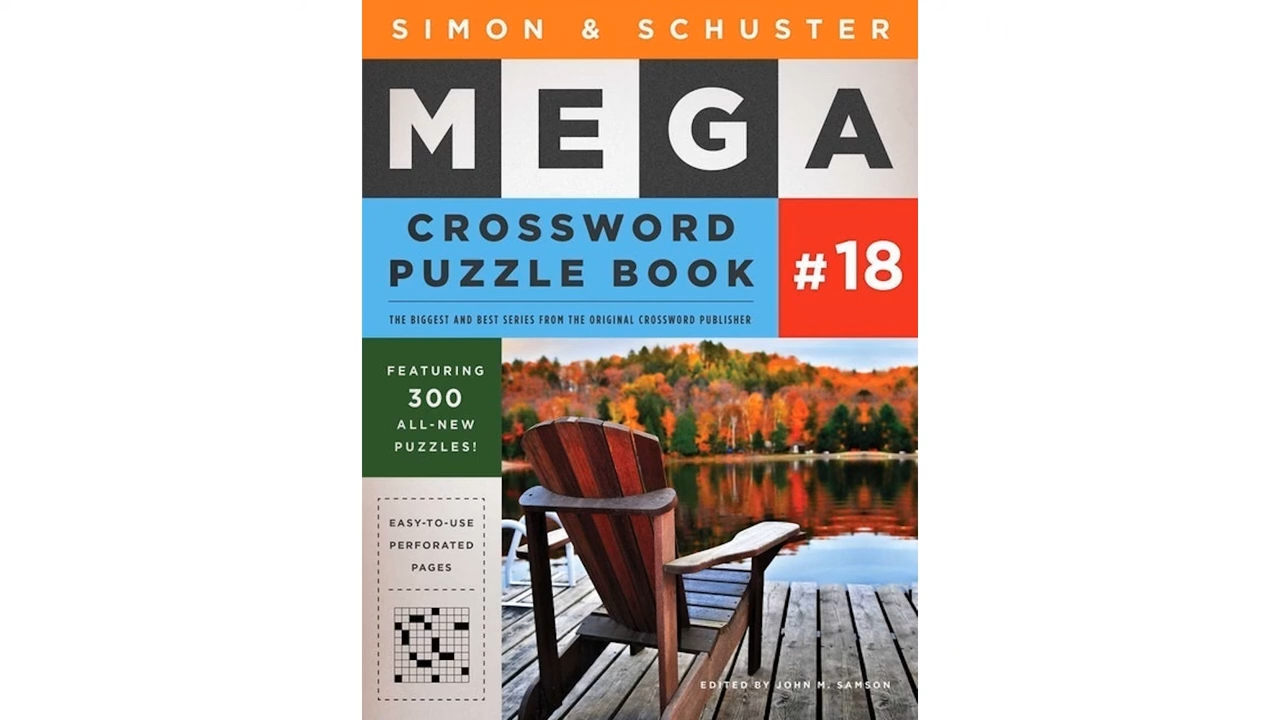 SIMON & SCHUSTER
MEGA
CROSSWORD
PUZZLE BOOK
#18
THE BIGGEST AND BEST SERIES FROM THE ORIGINAL CROSSWORD PUBLISHER
FEATURING
300
ALL-NEW
PUZZLES!
EASY-TO-USE
PERFORATED
PAGES
EDITED BY JOHN M. SAMSON